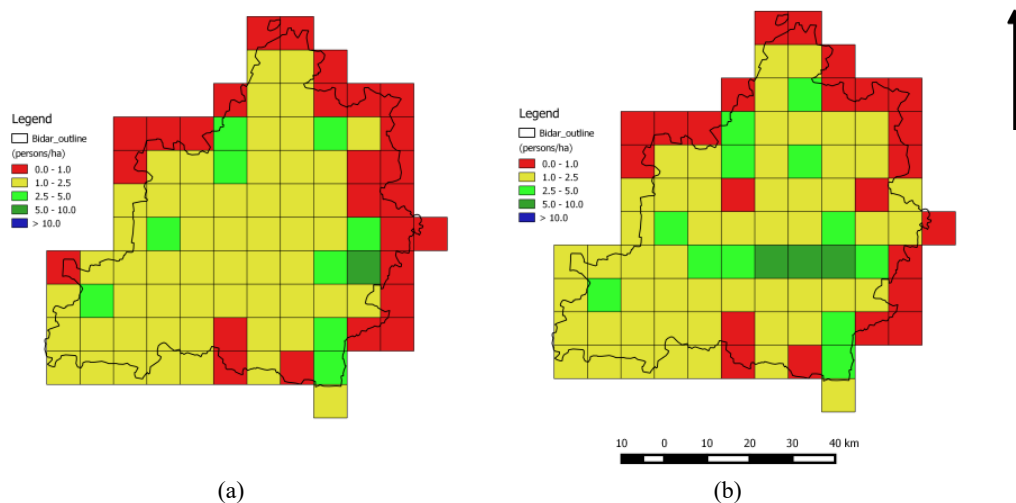 Legend
Bidar_outline
(persons/ha)
0.0 - 1.0
1.0 - 2.5
2.5 - 5.0
5.0 - 10.0
> 10.0
Legend
Bidar_outline
(persons/ha)
0.0 - 1.0
1.0 - 2.5
2.5 - 5.0
5.0 - 10.0
> 10.0
10 0 10 20 30 40 km
(a) (b)